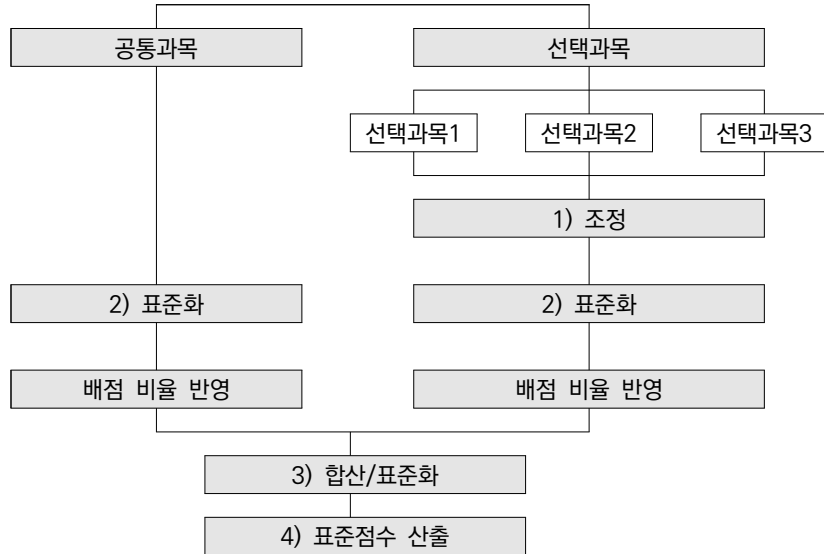 공통과목
선택과목
선택과목1
선택과목2
선택과목3
1) 조정
2) 표준화
2) 표준화
배점 비율 반영
배점 비율 반영
3) 합산/표준화
4) 표준점수 산출